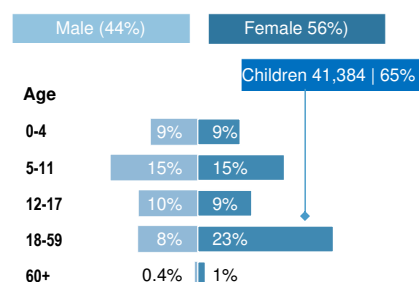 Male (44%) Female 56%)
Children 41,384 | 65%
Age
0-4 9% 9%
5-11 15% 15%
12-17 10% 9%
18-59 8% 23%
60+ 0.4% 1%